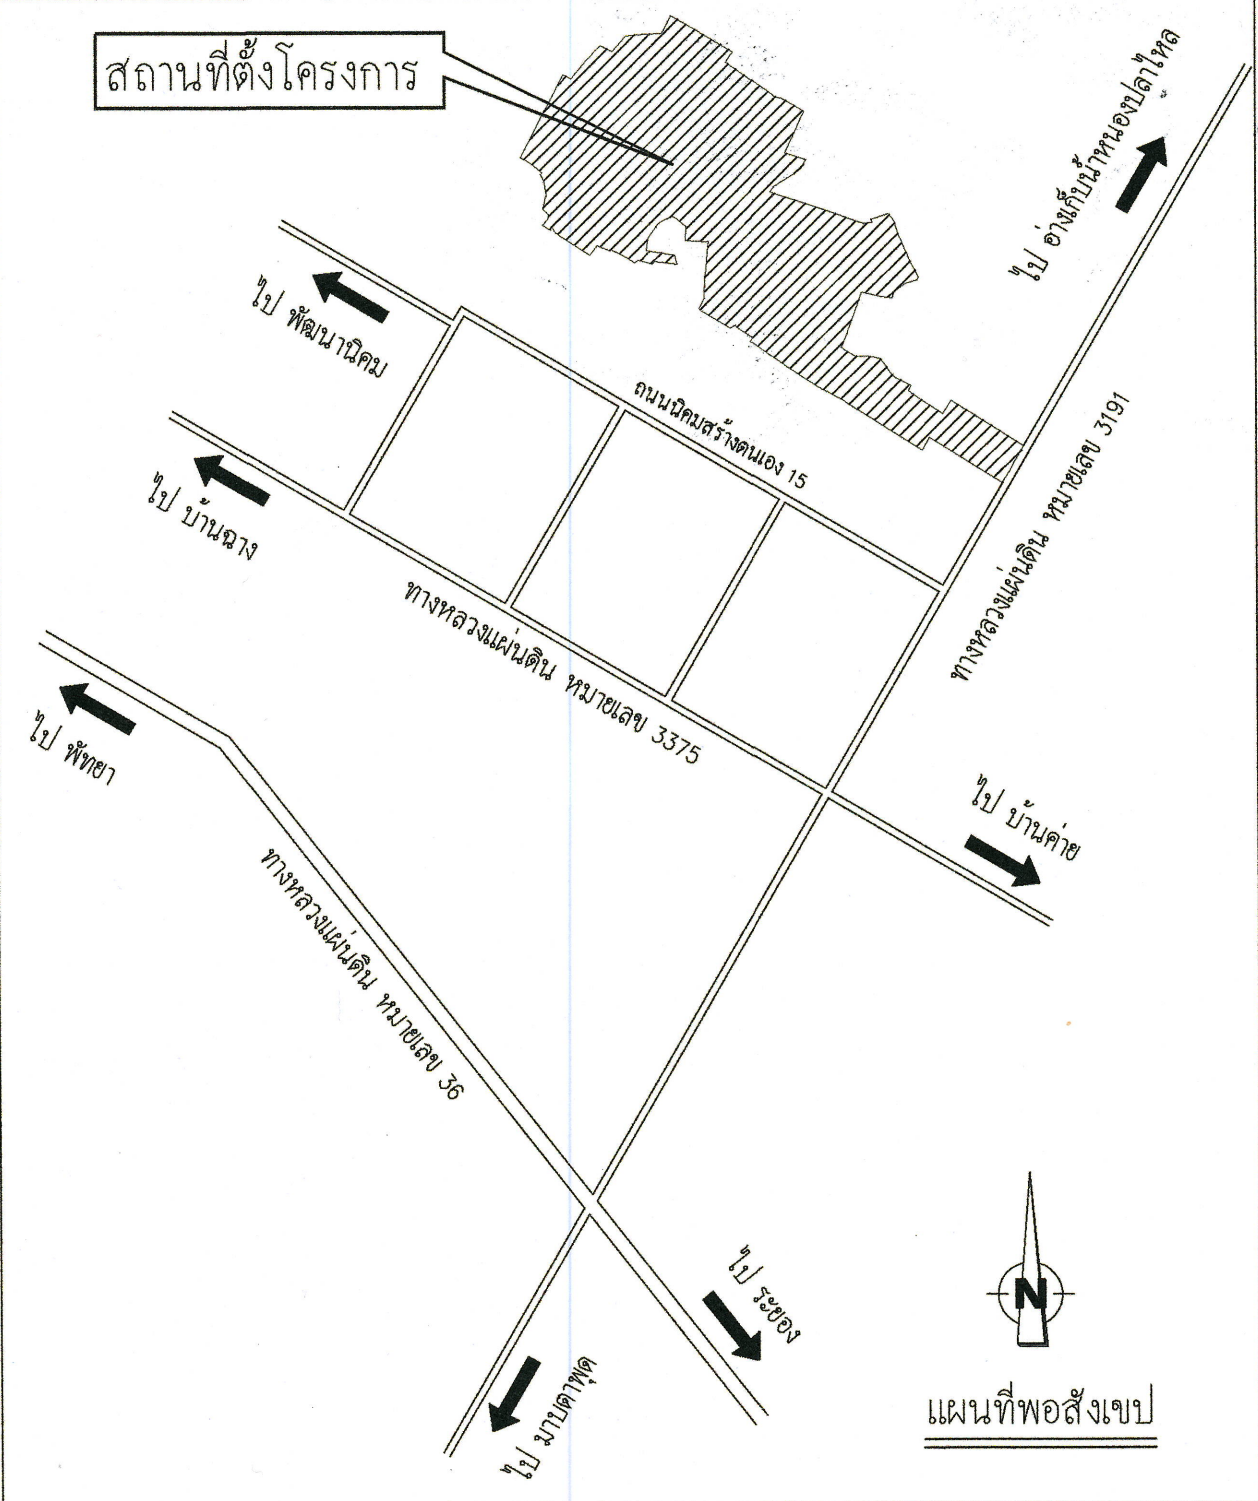 สถานที่ตั้งโครงการ
ไป อ่างเก็บน้ำหนองปลาไหล
ไป พัฒนานิคม
ถนนนิคมสร้างตนเอง 15
ทางหลวงแผ่นดิน หมายเลข 3191
ไป บ้านฉาง
ทางหลวงแผ่นดิน หมายเลข 3375
ไป พัทยา
ไป บ้านค่าย
ทางหลวงแผ่นดิน หมายเลข 36
ไป ระยอง
ไป มาบตาพุด
N
แผนที่พอสังเขป